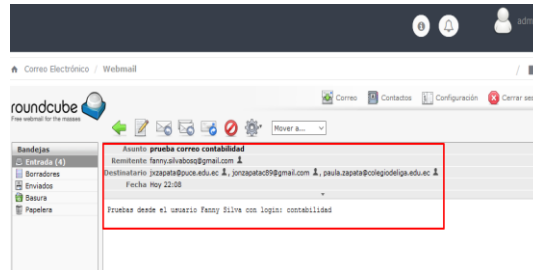 adm
Correo Electrónico / Webmail /
roundcube
Free webmail for the masses
Correo Contactos Configuración Cerrar ses
Mover a...
Bandejas
Entrada (4)
Borradores
Enviados
Basura
Papelera
Asunto prueba correo contabilidad
Remitente fanny.silvabosq@gmail.com
Destinatario jxzapata@puce.edu.ec , jonzapatac89@gmail.com , paula.zapata@colegiodeliga.edu.ec
Fecha Hoy 22:08
Pruebas desde el usuario Fanny Silva con login: contabilidad